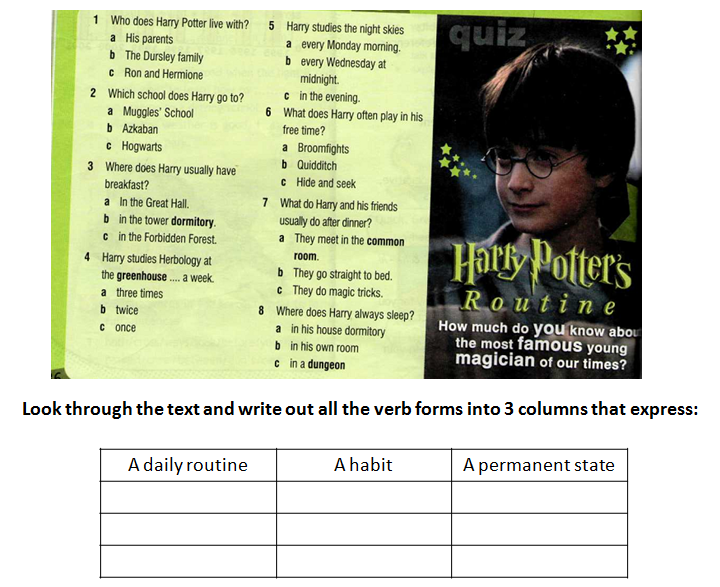 1 Who does Harry Potter live with?
a His parents
b The Dursley family
c Ron and Hermione
2 Which school does Harry go to?
a Muggles' School
b Azkaban
c Hogwarts
3 Where does Harry usually have
breakfast?
a In the Great Hall.
b in the tower dormitory.
c in the Forbidden Forest.
4 Harry studies Herbology at
the greenhouse .... a week.
a three times
b twice
c once
5 Harry studies the night skies
a every Monday morning.
b every Wednesday at
midnight.
c in the evening.
6 What does Harry often play in his
free time?
a Broomfights
b Quidditch
c Hide and seek
7 What do Harry and his friends
usually do after dinner?
a They meet in the common
room.
b They go straight to bed.
c They do magic tricks.
8 Where does Harry always sleep?
a in his house dormitory
b in his own room
c in a dungeon
quiz
Harry Potter's
Routine
How much do you know abou
the most famous young
magician of our times?
Look through the text and write out all the verb forms into 3 columns that express:
A daily routine
A habit
A permanent state